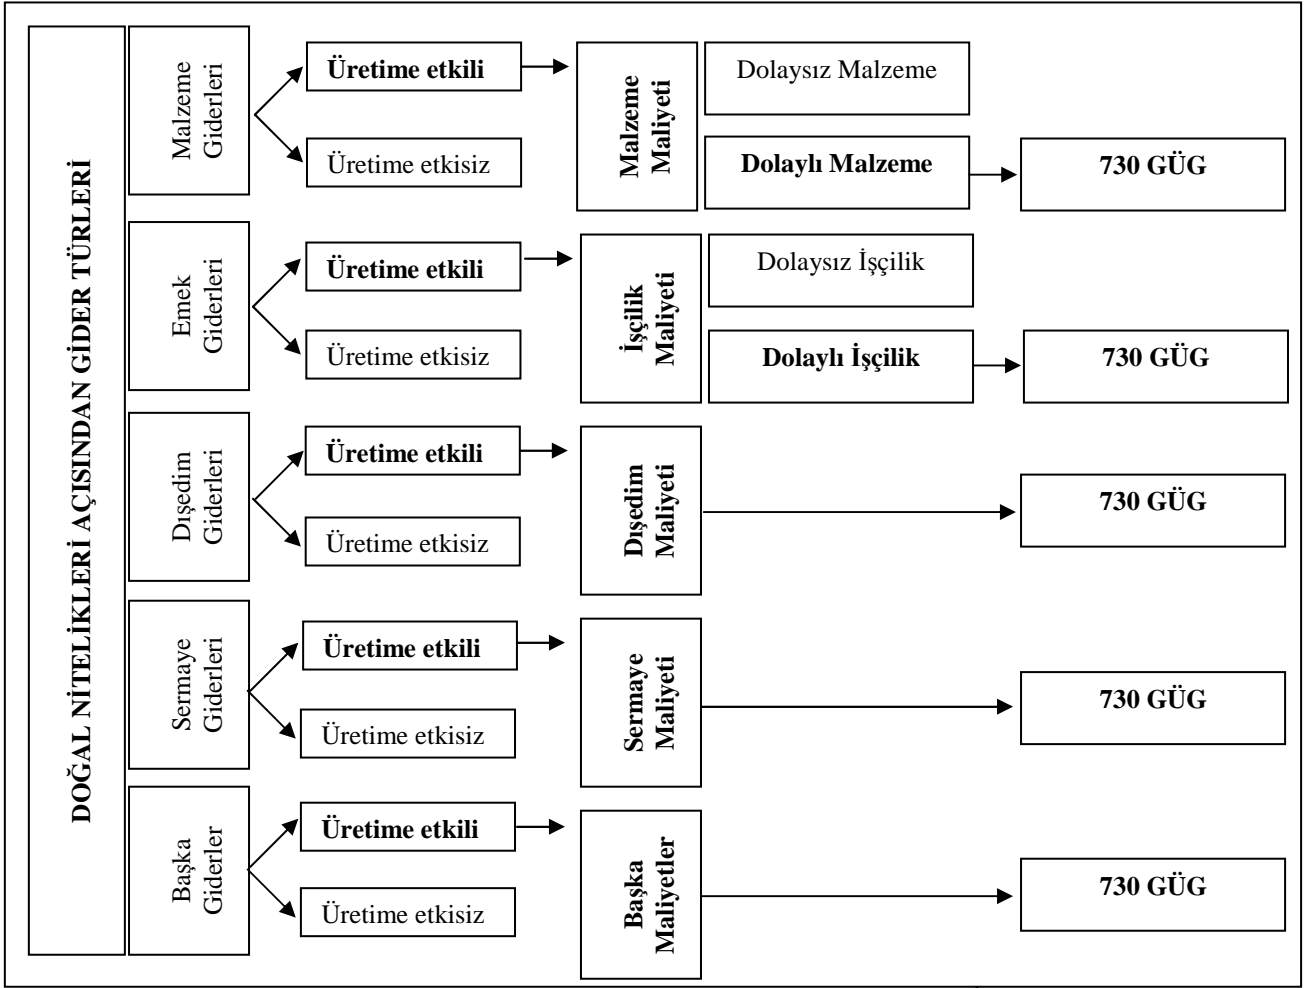 DOĞAL NİTELİKLERİ AÇISINDAN GİDER TÜRLERİ
Malzeme
Giderleri
Üretime etkili
Üretime etkisiz
Malzeme
Maliyeti
Dolaysız Malzeme
Dolaylı Malzeme
730 GÜG
Emek
Giderleri
Üretime etkili
Üretime etkisiz
İşçilik
Maliyeti
Dolaysız İşçilik
Dolaylı İşçilik
730 GÜG
Dışedim
Giderleri
Üretime etkili
Üretime etkisiz
Dışedim
Maliyeti
730 GÜG
Sermaye
Giderleri
Üretime etkili
Üretime etkisiz
Sermaye
Maliyeti
730 GÜG
Başka
Giderler
Üretime etkili
Üretime etkisiz
Başka
Maliyetler
730 GÜG